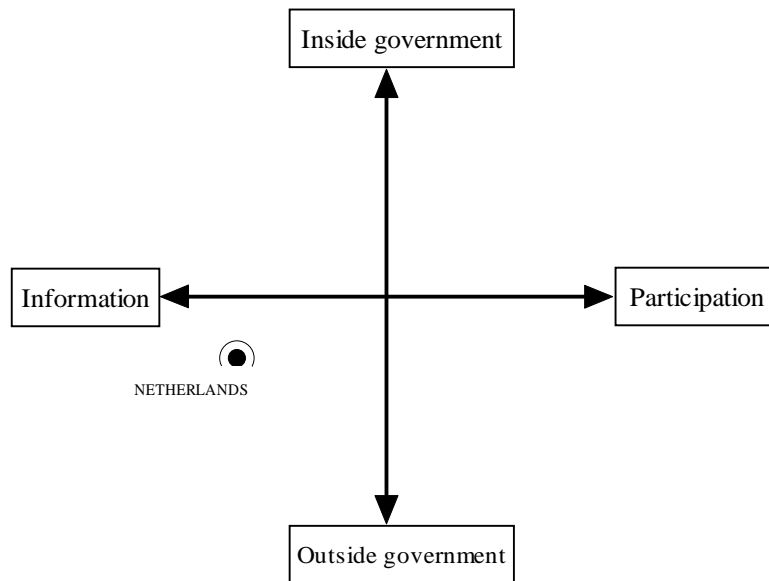 Inside government
Information
Participation
NETHERLANDS
Outside government